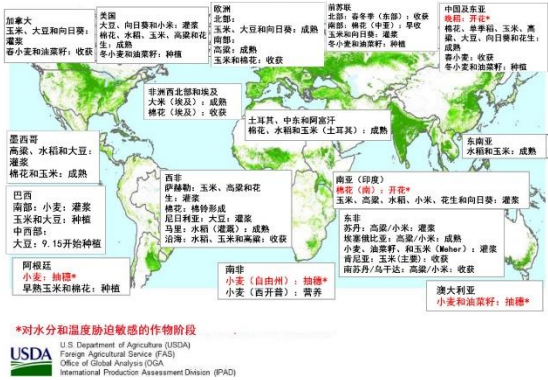 加拿大
玉米、大豆和向日葵：
灌浆
春小麦和油菜籽：收获
美国
大豆、向日葵和小米：灌浆
棉花、水稻、玉米、高粱和花
生：成熟
冬小麦和油菜籽：种植
欧洲
北部：
玉米、大豆和向日葵：成熟
南部：
高粱：成熟
玉米和棉花：收获
前苏联
北部：春冬季（东部）：收获
南部：棉花（中亚）：早收
玉米和向日葵：灌浆
冬小麦和油菜籽：种植
中国及东亚
晚稻：开花*
棉花、单季稻、玉米、高
粱、大豆、向日葵和花生：
成熟
春小麦：收获
冬小麦和油菜籽：种植
非洲西北部和埃及
大米（埃及）：成熟
棉花（埃及）：收获
土耳其、中东和阿富汗
棉花、水稻和玉米（土耳其）：成熟
东南亚
水稻和玉米：成熟
墨西哥
高粱、水稻和大豆：
灌浆
棉花和玉米：成熟
巴西
南部：小麦：灌浆
玉米和大豆：种植
中西部：
大豆：9.15开始种植
西非
萨赫勒：玉米、高粱和花
生：灌浆
棉花：棉铃形成
尼日利亚：大豆：灌浆
马里：水稻（灌溉）：成熟
沿海：水稻、玉米和高粱：收获
南亚（印度）
棉花（南）：开花*
玉米、高粱、水稻、小米、花生和向日葵：灌浆
东非
苏丹：高粱/小米：灌浆
埃塞俄比亚：高粱/小米：成熟
小麦、油菜籽、和玉米（Meher）：灌浆
肯尼亚：玉米(主要)：收获
南苏丹/乌干达：高粱/小米：收获
阿根廷
小麦：抽穗*
早熟玉米和棉花：种植
南非
小麦（自由州）：抽穗*
小麦（西开普）：营养
澳大利亚
小麦和油菜籽：抽穗*
*对水分和温度胁迫敏感的作物阶段
USDA
U.S. Department of Agriculture (USDA)
Foreign Agricultural Service (FAS)
Office of Global Analysis (OGA
International Production Assessment Division (IPAD)